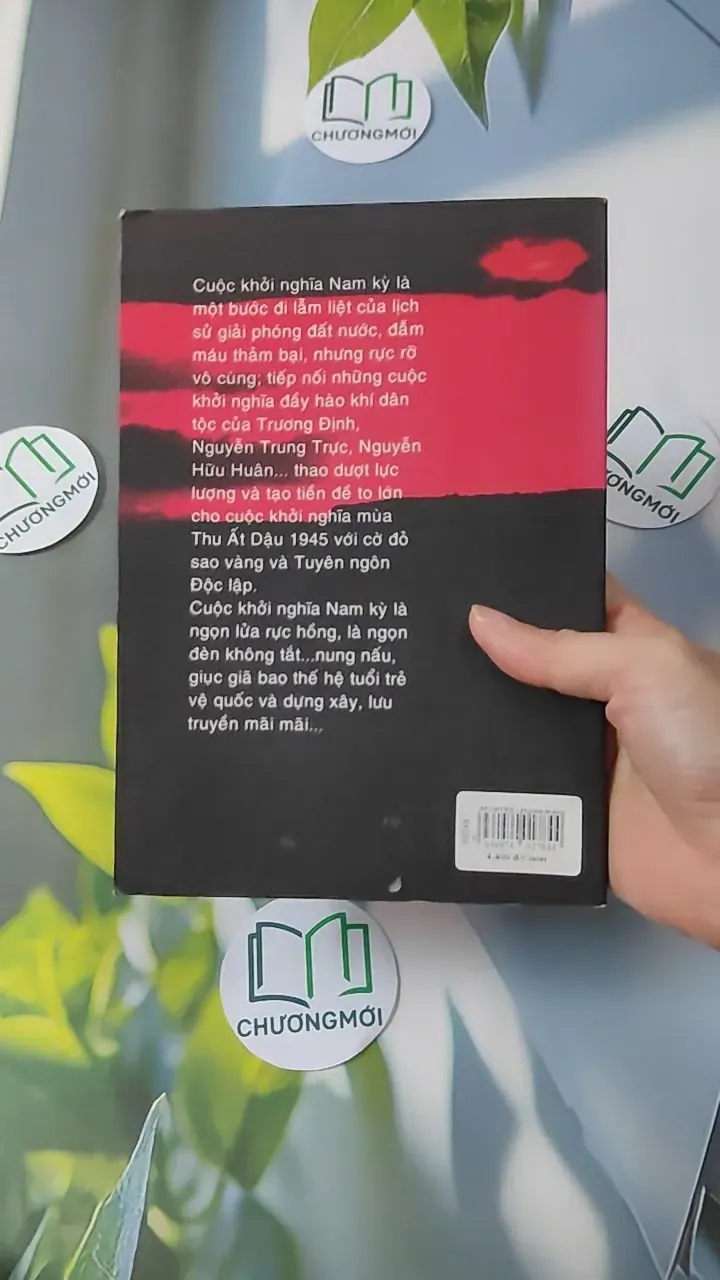 CHƯƠNGMỚI
Cuộc khởi nghĩa Nam kỳ là
một bước đi lẫm liệt của lịch
sử giải phóng đất nước, đẫm
máu thảm bại, nhưng rực rỡ
vô cùng; tiếp nối những cuộc
khởi nghĩa đầy hào khí dân
tộc của Trương Định,
Nguyễn Trung Trực, Nguyễn
Hữu Huân... thao dượt lực
lượng và tạo tiền đề to lớn
cho cuộc khởi nghĩa mùa
Thu Ất Dậu 1945 với cờ đỏ
sao vàng và Tuyên ngôn
Độc lập.
Cuộc khởi nghĩa Nam kỳ là
ngọn lửa rực hồng, là ngọn
đèn không tắt...nung nấu,
giục giã bao thế hệ tuổi trẻ
vệ quốc và dựng xây, lưu
truyền mãi mãi...
CHƯƠNGMỚI
ƯƠNGMỚI
CHƯƠNGMỚI